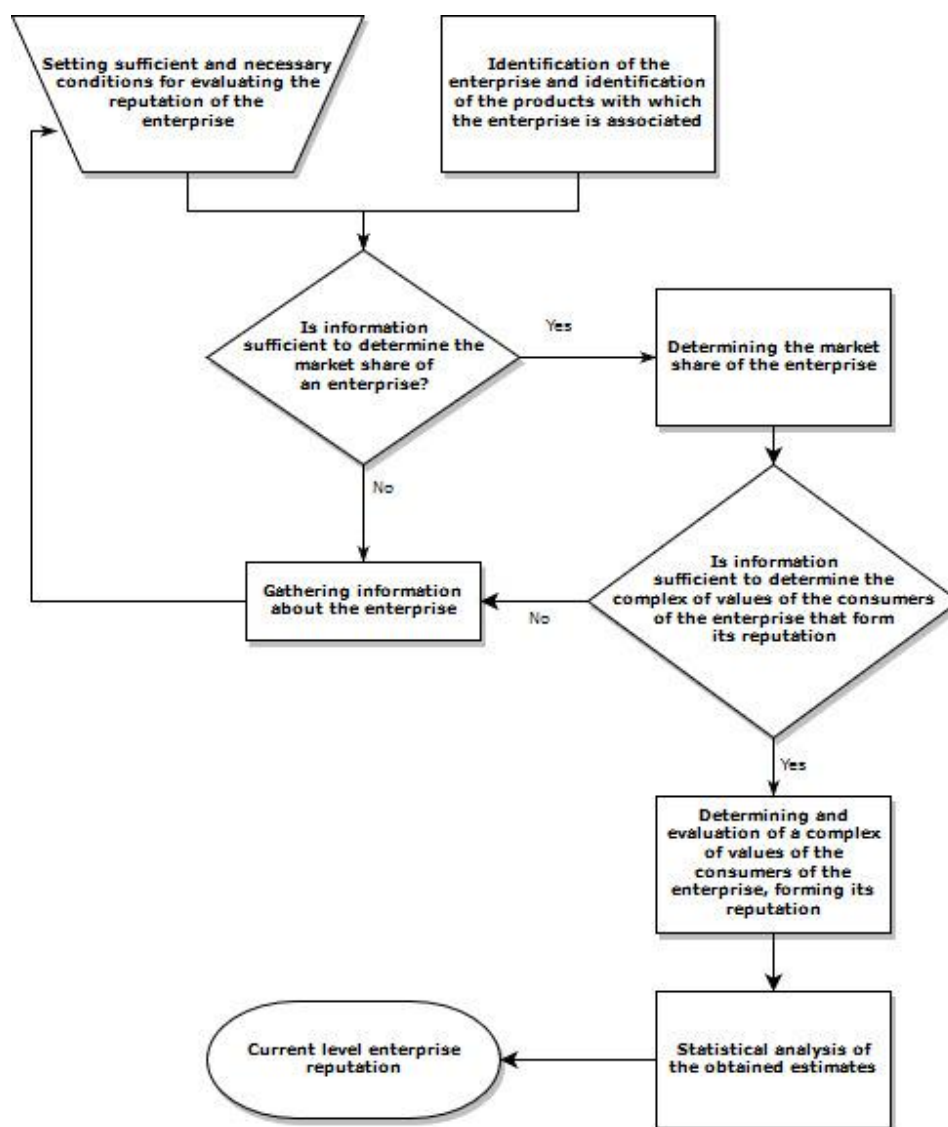 Setting sufficient and necessary
conditions for evaluating the
reputation of the
enterprise
Identification of the
enterprise and identification
of the products with which
the enterprise is associated
Is information
sufficient to determine the
market share of
an enterprise?
Yes
Determining the market
share of the enterprise
No
Gathering information
about the enterprise
Is information
sufficient to determine the
complex of values of the consumers
of the enterprise that form
its reputation
No
Yes
Determining and
evaluation of a complex
of values of the
consumers of the
enterprise, forming its
reputation
Statistical analysis of
the obtained estimates
Current level enterprise
reputation